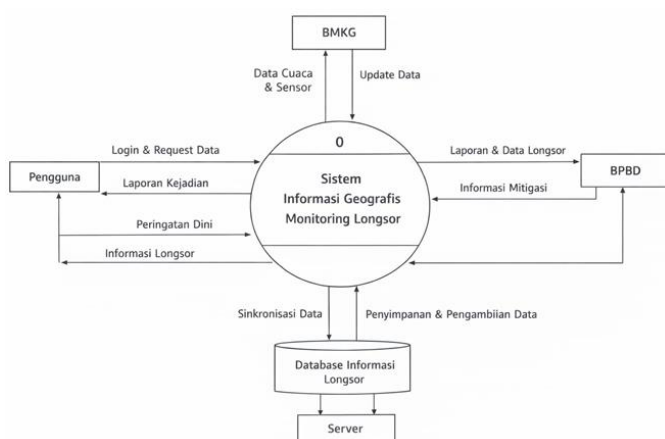 BMKG
Data Cuaca
& Sensor
Update Data
0
Login & Request Data
Laporan & Data Longsor
Pengguna
Sistem
Informasi Geografis
Monitoring Longsor
BPBD
Laporan Kejadian
Informasi Mitigasi
Peringatan Dini
Informasi Longsor
Sinkronisasi Data
Penyimpanan & Pengambiian Data
Database Informasi
Longsor
Server